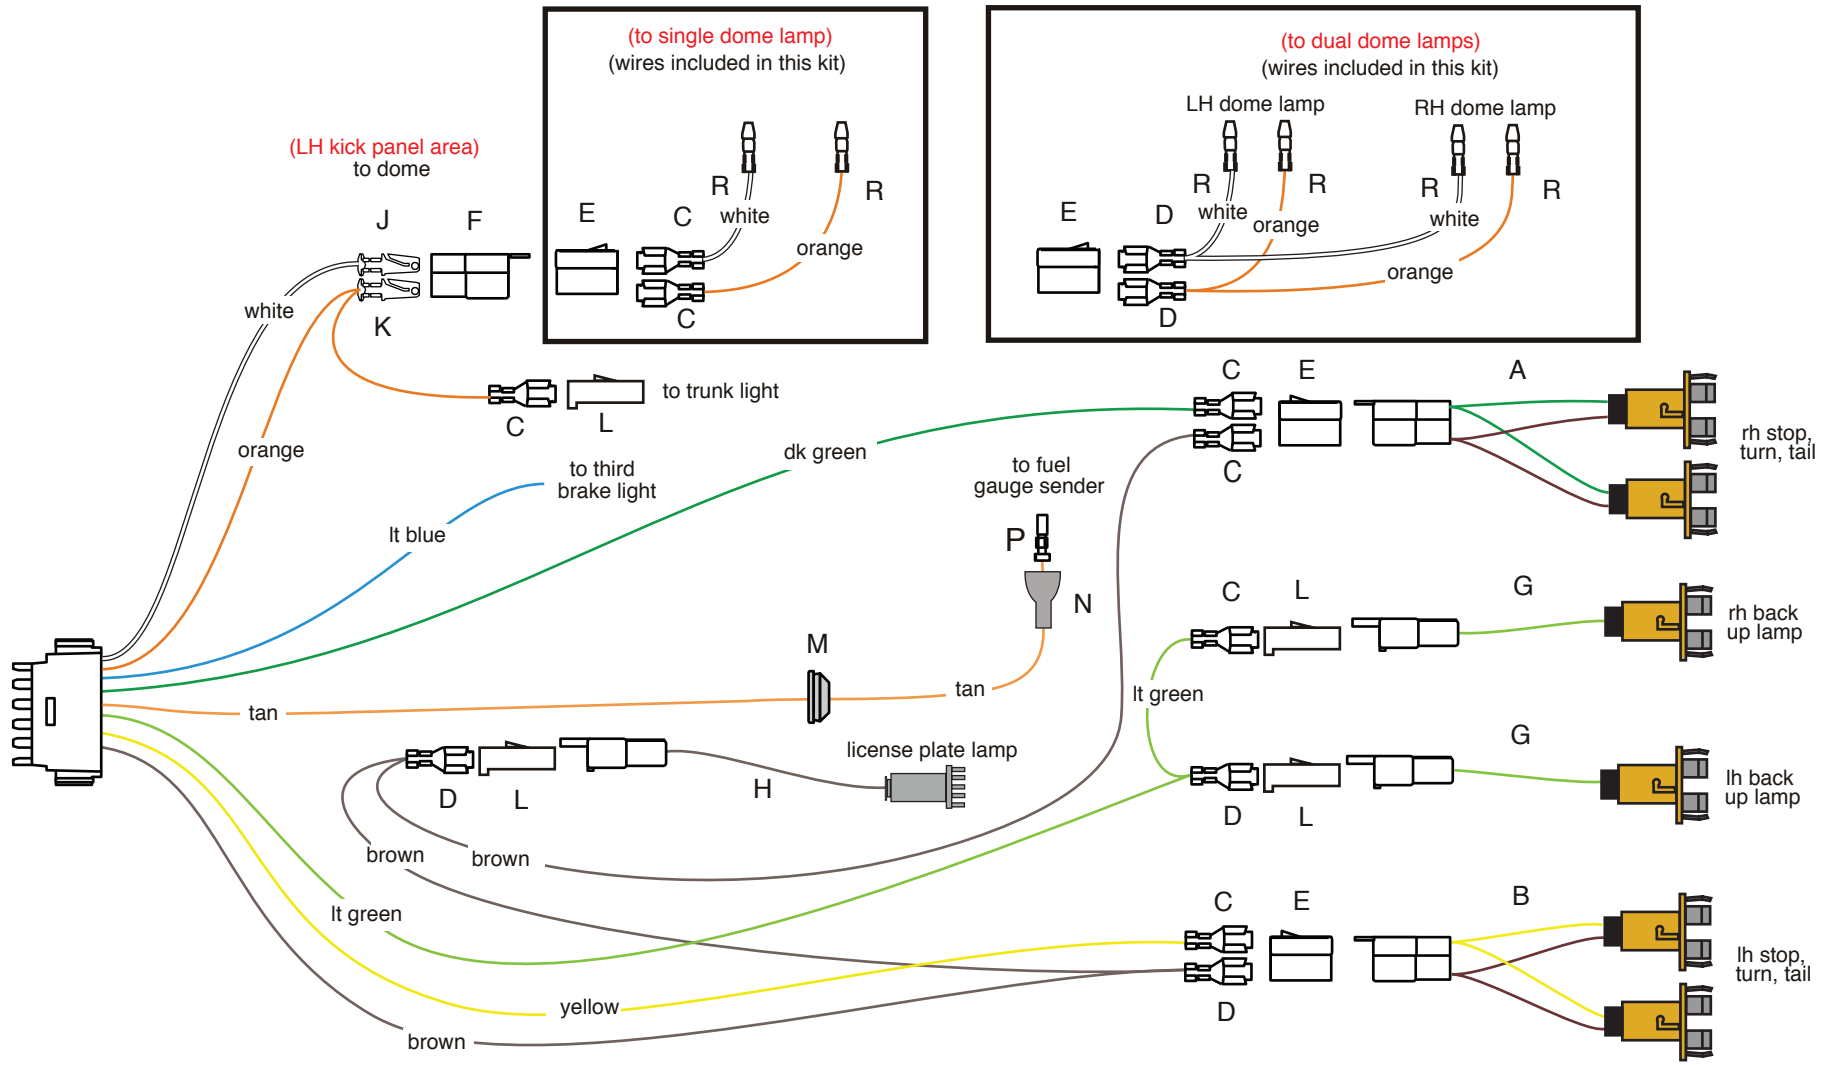 (to single dome lamp)
(wires included in this kit)
R
white
R
orange
E
C
C
(to dual dome lamps)
(wires included in this kit)
LH dome lamp
RH dome lamp
R
white
R
orange
R
white
R
orange
E
D
D
(LH kick panel area)
to dome
J
F
K
white
orange
C
L
to trunk light
to third
brake light
lt blue
dk green
to fuel
gauge sender
P
N
M
tan
tan
C
E
A
C
rh stop,
turn, tail
C
L
G
rh back
up lamp
lt green
G
D
L
lh back
up lamp
license plate lamp
D
L
H
brown
brown
lt green
yellow
brown
C
E
B
D
lh stop,
turn, tail